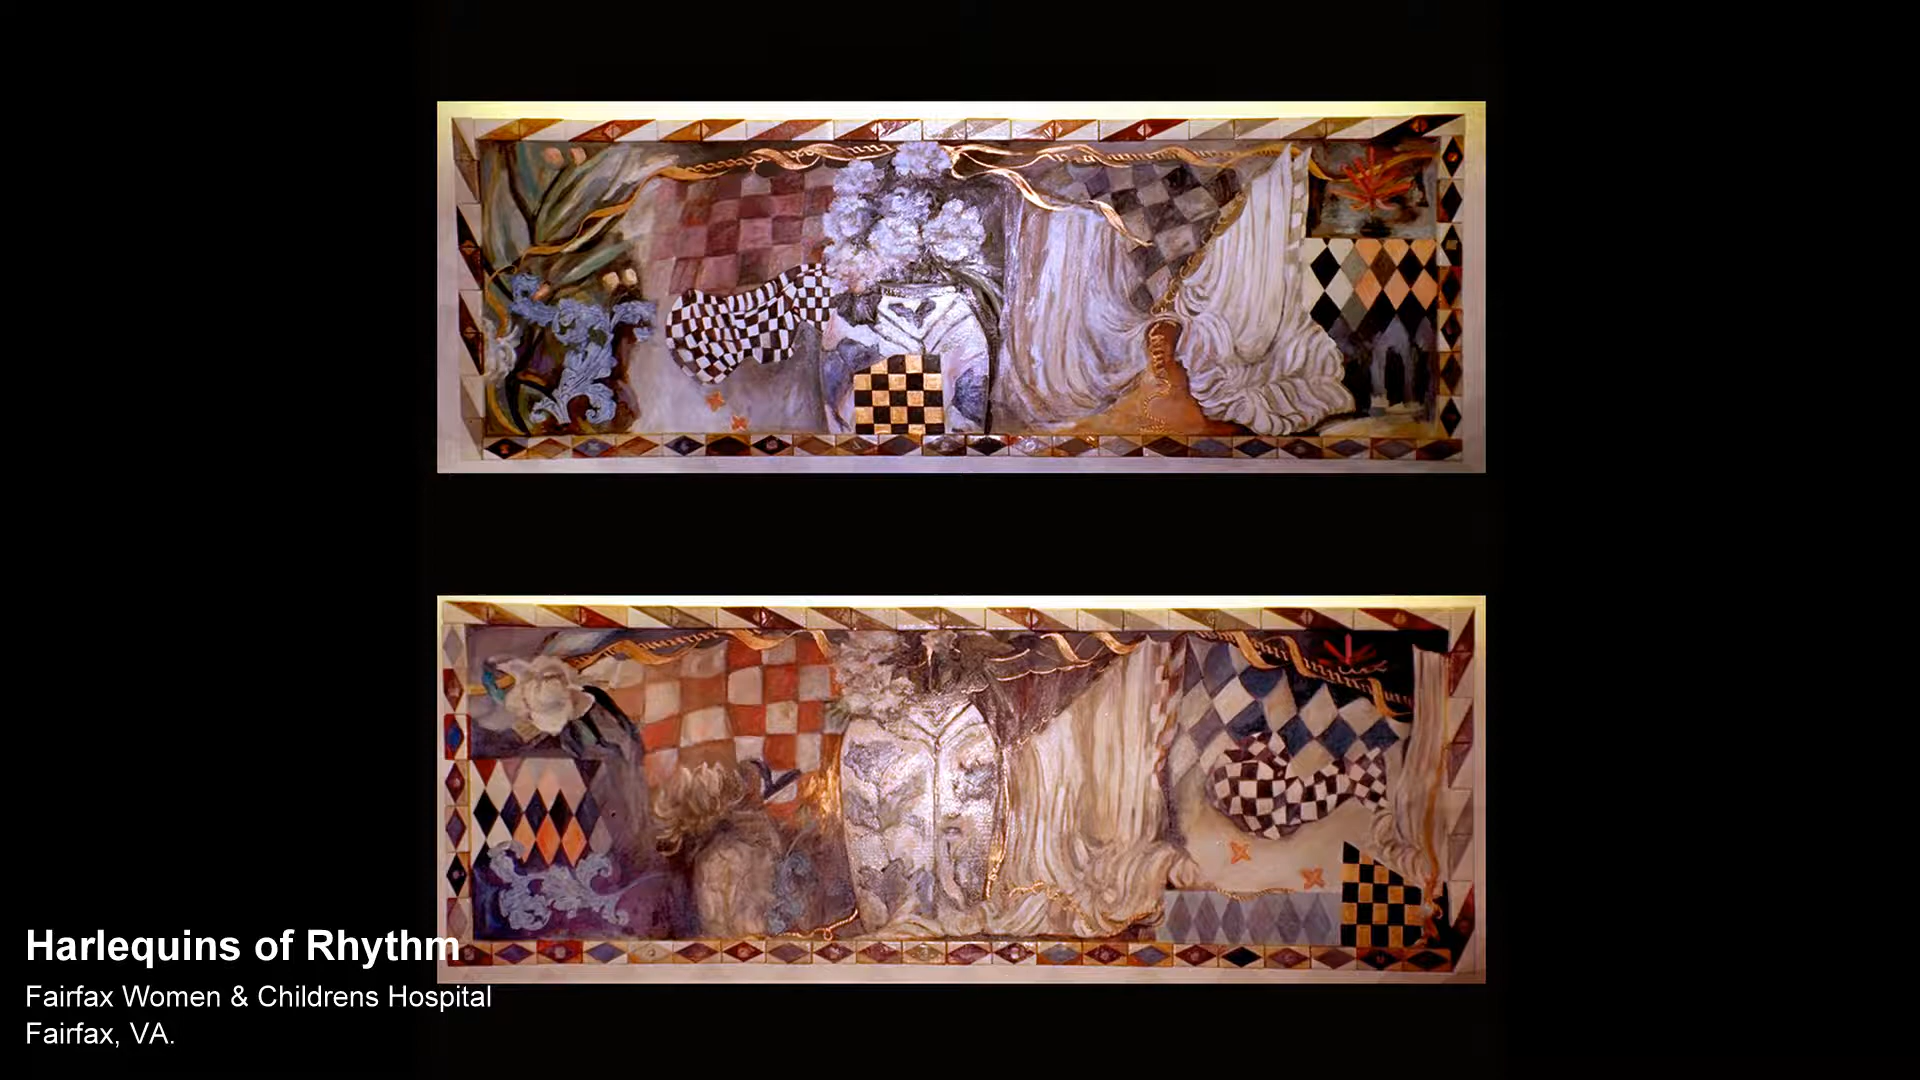 Harlequins of Rhythm
Fairfax Women & Childrens Hospital
Fairfax, VA.